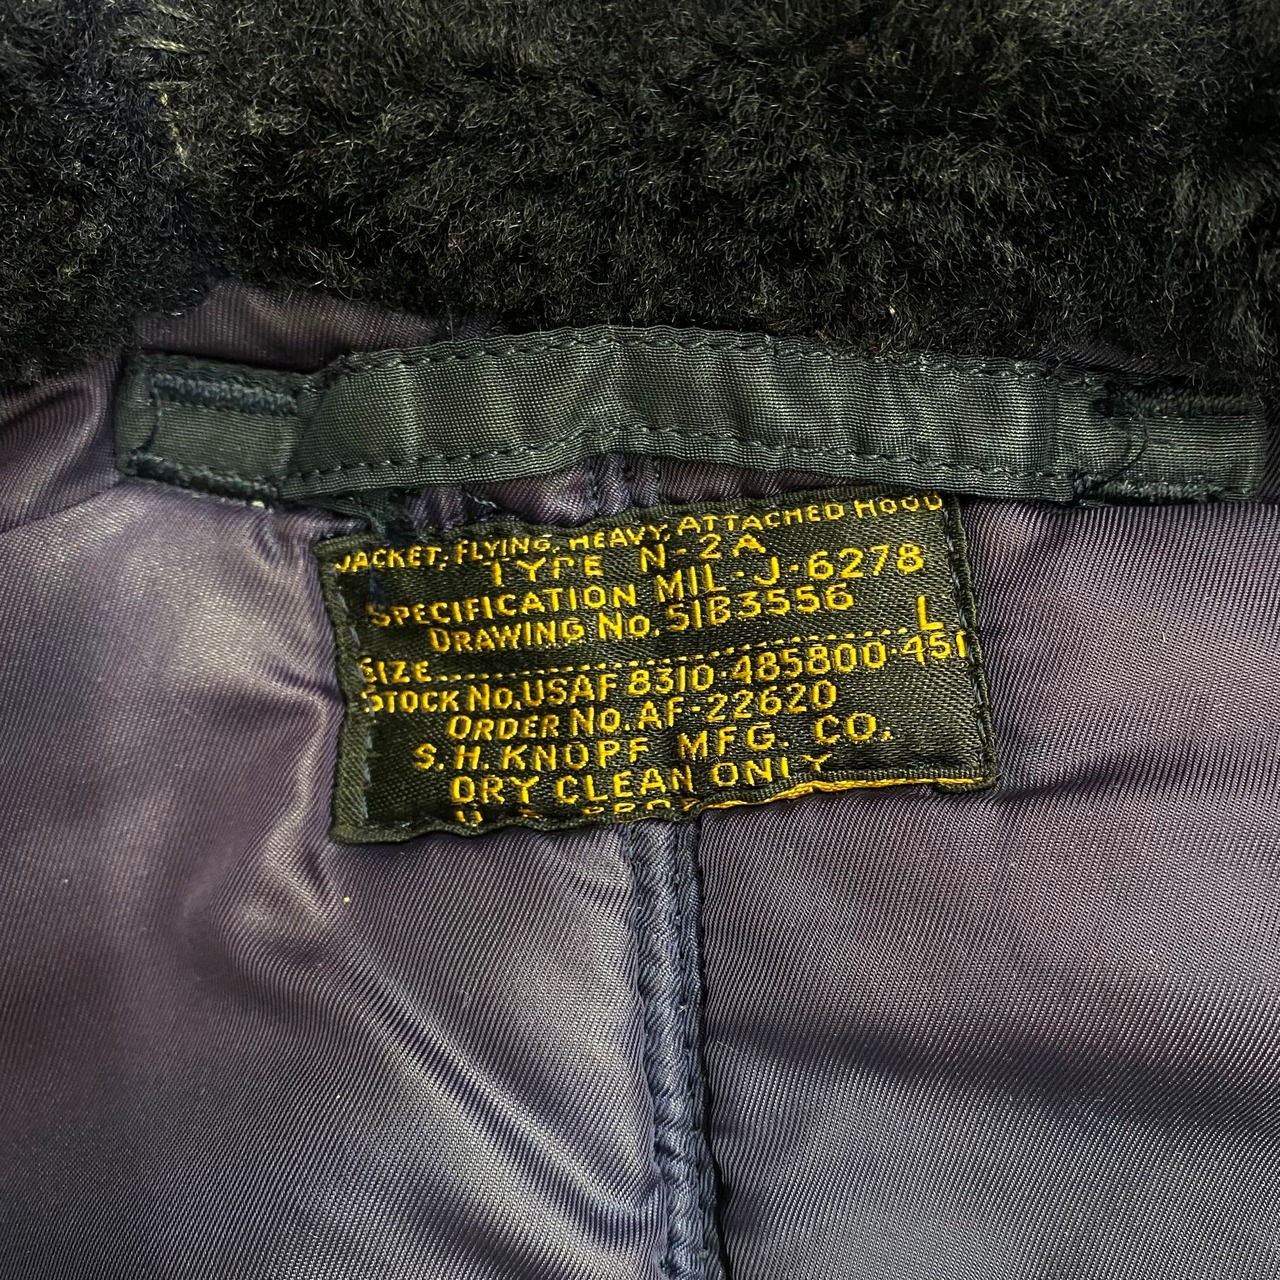 JACKET, FLYING, HEAVY, ATTACHED HOOD
TYPE N-2A
SPECIFICATION MIL-J-6278
DRAWING NO. 51B3556
SIZE........................L
STOCK NO. USAF 8310-485800-451
ORDER NO. AF-22620
S. H. KNOPF MFG. CO.
DRY CLEAN ONLY
U. S. PROP